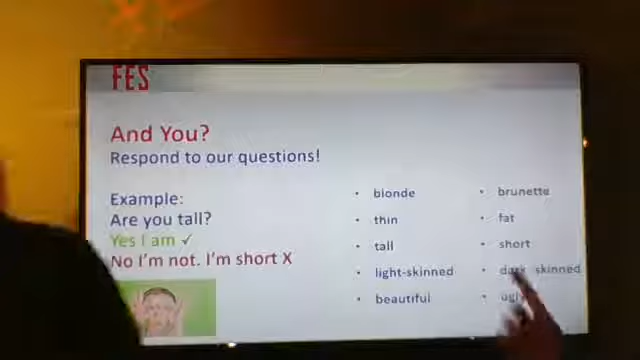 FES
And You?
Respond to our questions!
Example:
Are you tall?
Yes I am ✓
No I'm not. I'm short X
• blonde
• thin
• tall
• light-skinned
• beautiful
• brunette
• fat
• short
• dark skinned
• ugly